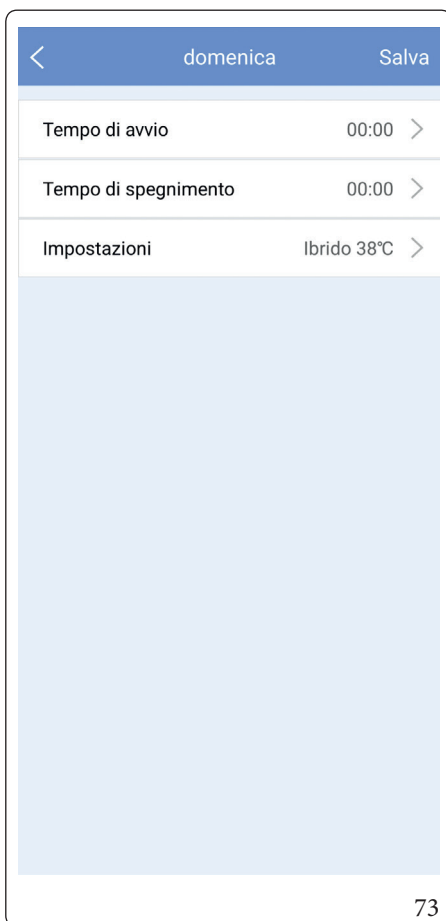 domenica Salva
Tempo di avvio 00:00
Tempo di spegnimento 00:00
Impostazioni Ibrido 38℃
73